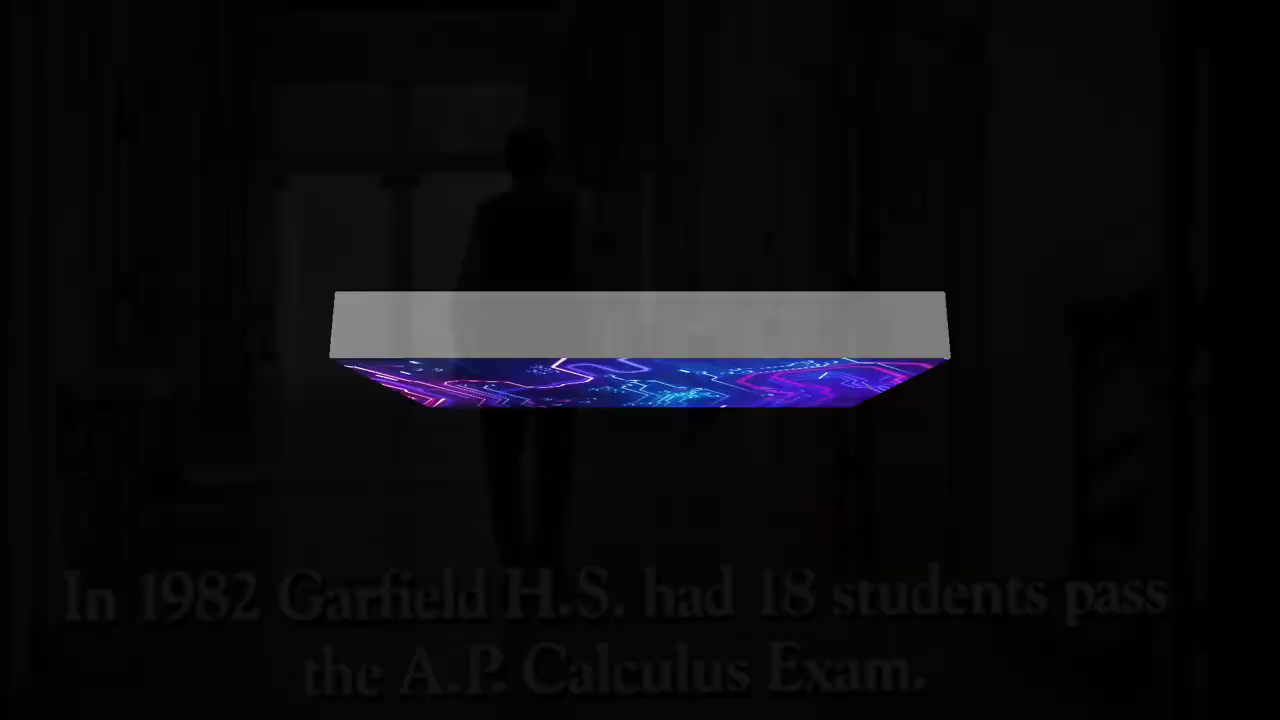 In 1982 Garfield H.S. had 18 students pass
the A.P. Calculus Exam.